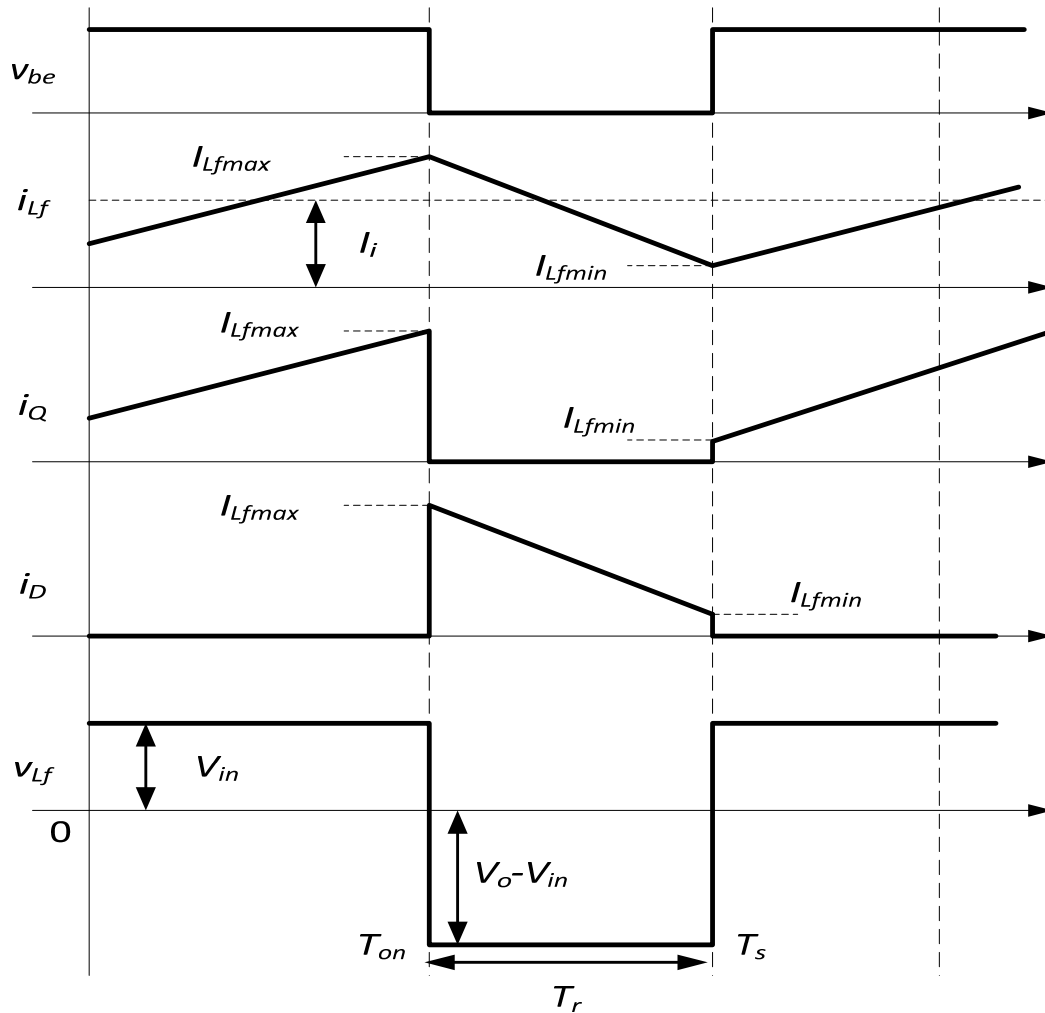 v_be
I_Lfmax
i_Lf
I_i
I_Lfmin
I_Lfmax
i_Q
I_Lfmin
I_Lfmax
i_D
I_Lfmin
v_Lf
V_in
0
V_o-V_in
T_on
T_s
T_r